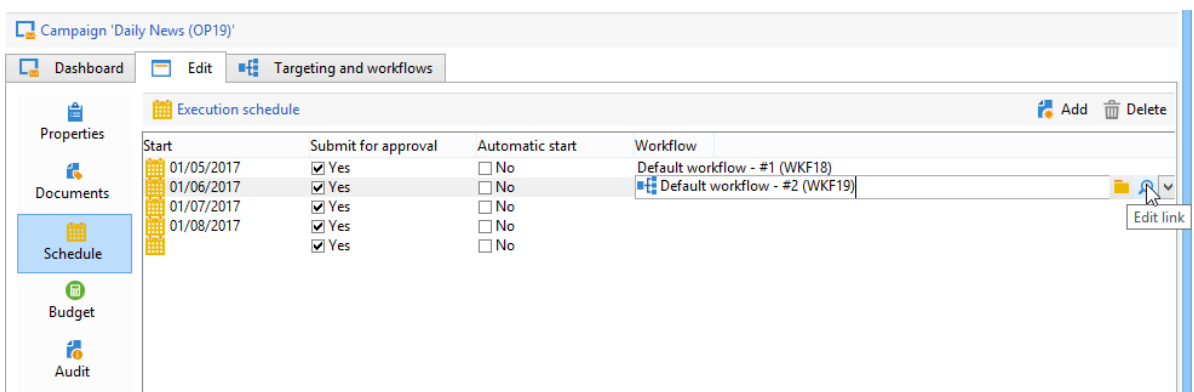 Campaign 'Daily News (OP19)'
Dashboard Edit Targeting and workflows
Properties
Documents
Schedule
Budget
Audit
Execution schedule Add Delete
Start Submit for approval Automatic start Workflow
01/05/2017 Yes No Default workflow - #1 (WKF18)
01/06/2017 Yes No Default workflow - #2 (WKF19)
01/07/2017 Yes No
01/08/2017 Yes No
Yes No
Edit link